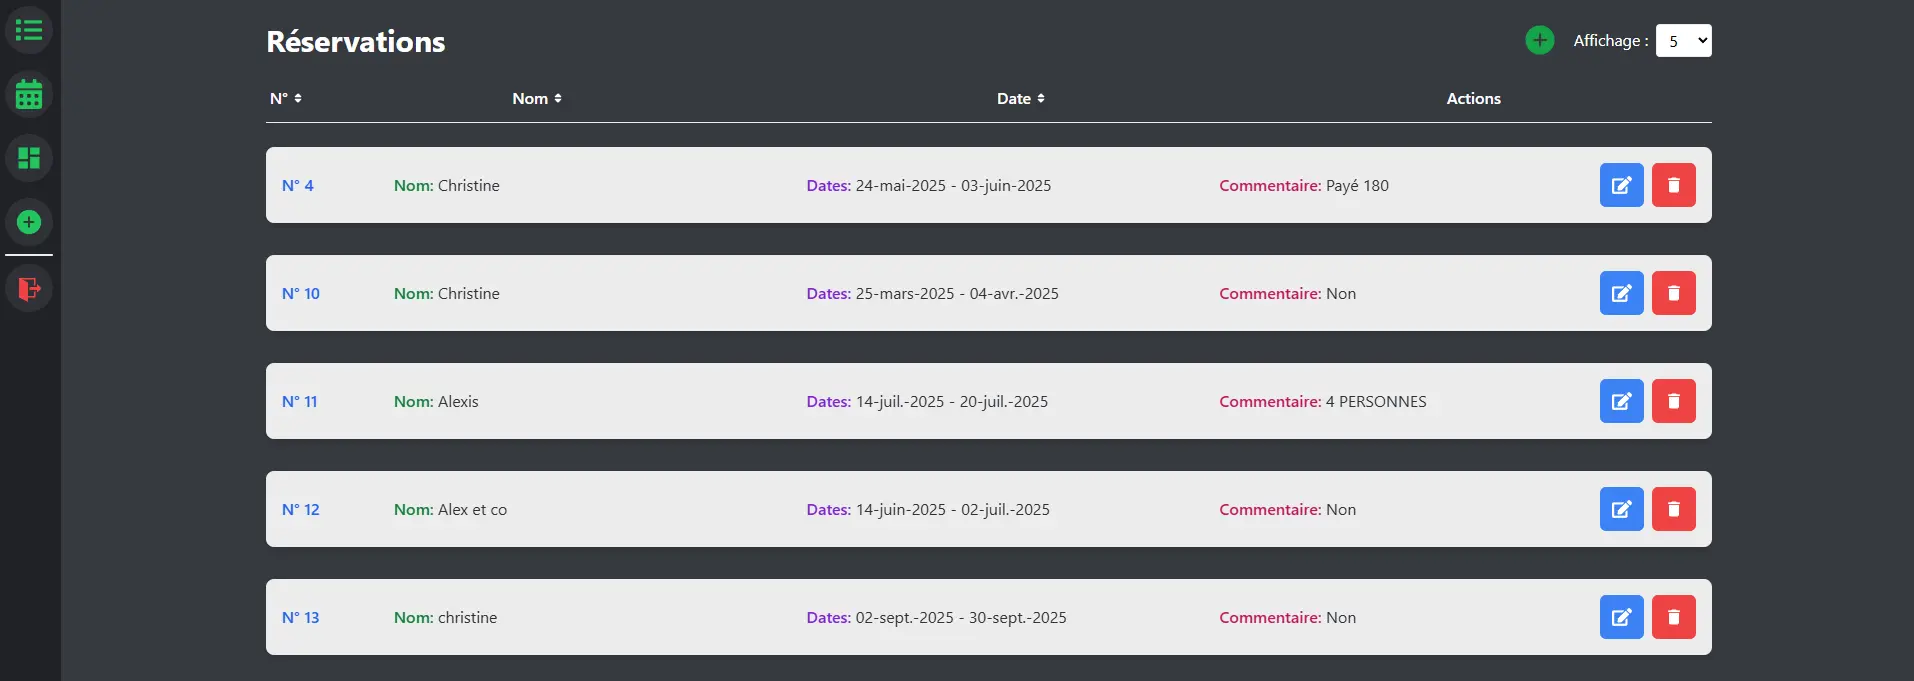 Réservations
Affichage : 5
N° Nom Date Actions
N° 4 Nom: Christine Dates: 24-mai-2025 - 03-juin-2025 Commentaire: Payé 180
N° 10 Nom: Christine Dates: 25-mars-2025 - 04-avr.-2025 Commentaire: Non
N° 11 Nom: Alexis Dates: 14-juil.-2025 - 20-juil.-2025 Commentaire: 4 PERSONNES
N° 12 Nom: Alex et co Dates: 14-juin-2025 - 02-juil.-2025 Commentaire: Non
N° 13 Nom: christine Dates: 02-sept.-2025 - 30-sept.-2025 Commentaire: Non